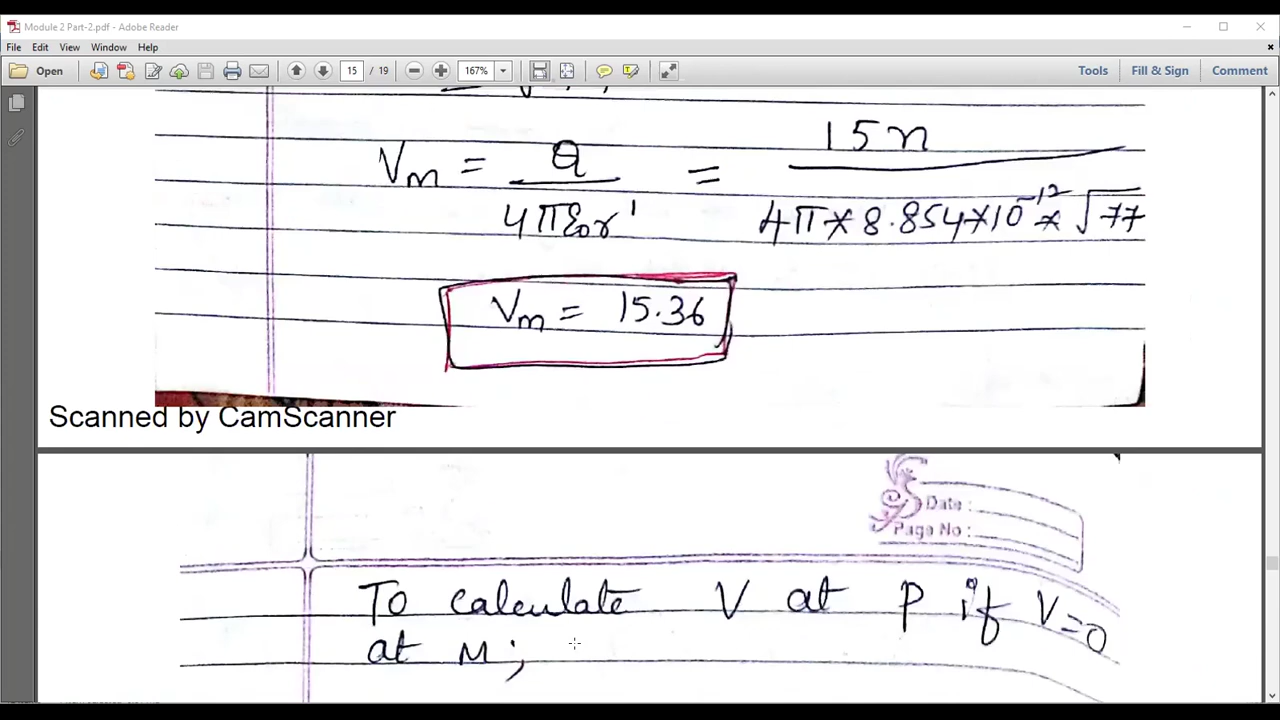 Module 2 Part-2.pdf - Adobe Reader
File Edit View Window Help
Open 15 / 19 167% Tools Fill & Sign Comment
Vm = Q / 4πε₀r' = 15n / 4π*8.854*10⁻¹²*√77
Vm = 15.36
Scanned by CamScanner
Date :
Page No :
To calculate V at P if V=0
at M;